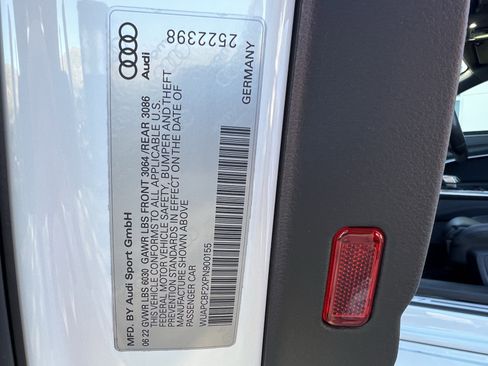 MFD. BY Audi Sport GmbH
06 22 GVWR LBS 6030 GAWR LBS FRONT 3064/REAR 3086
THIS VEHICLE CONFORMS TO ALL APPLICABLE U.S.
FEDERAL MOTOR VEHICLE SAFETY, BUMPER AND THEFT
PREVENTION STANDARDS IN EFFECT ON THE DATE OF
MANUFACTURE SHOWN ABOVE.
PASSENGER CAR
WUAPCBF2XPN900155
Audi
2522398
GERMANY